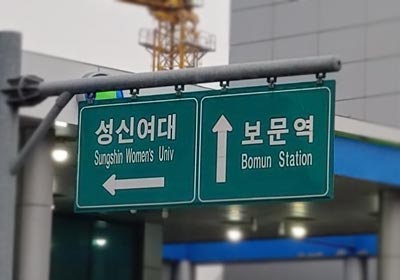 성신여대
Sungshin Women's Univ
보문역
Bomun Station